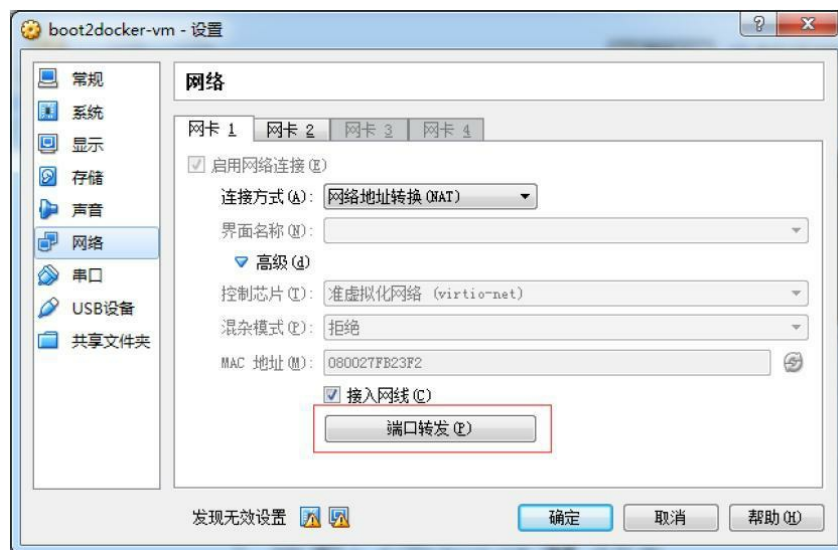 boot2docker-vm - 设置
常规
系统
显示
存储
声音
网络
串口
USB设备
共享文件夹
网络
网卡 1 网卡 2 网卡 3 网卡 4
启用网络连接(E)
连接方式(A): 网络地址转换(NAT)
界面名称(N):
高级(d)
控制芯片(T): 准虚拟化网络 (virtio-net)
混杂模式(P): 拒绝
MAC 地址(M): 080027FB23F2
接入网线(C)
端口转发(P)
发现无效设置 确定 取消 帮助(H)